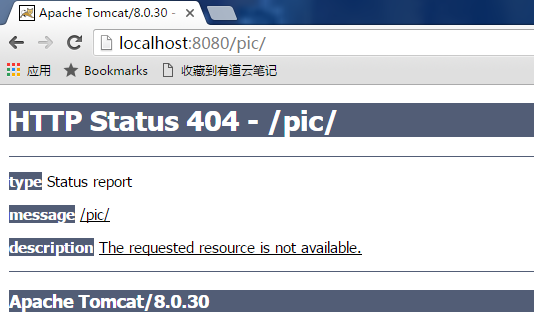 Apache Tomcat/8.0.30 -
localhost:8080/pic/
应用 Bookmarks 收藏到有道云笔记
HTTP Status 404 - /pic/
type Status report
message /pic/
description The requested resource is not available.
Apache Tomcat/8.0.30